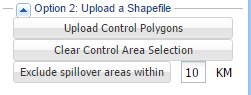 Option 2: Upload a Shapefile
Upload Control Polygons
Clear Control Area Selection
Exclude spillover areas within 10 KM